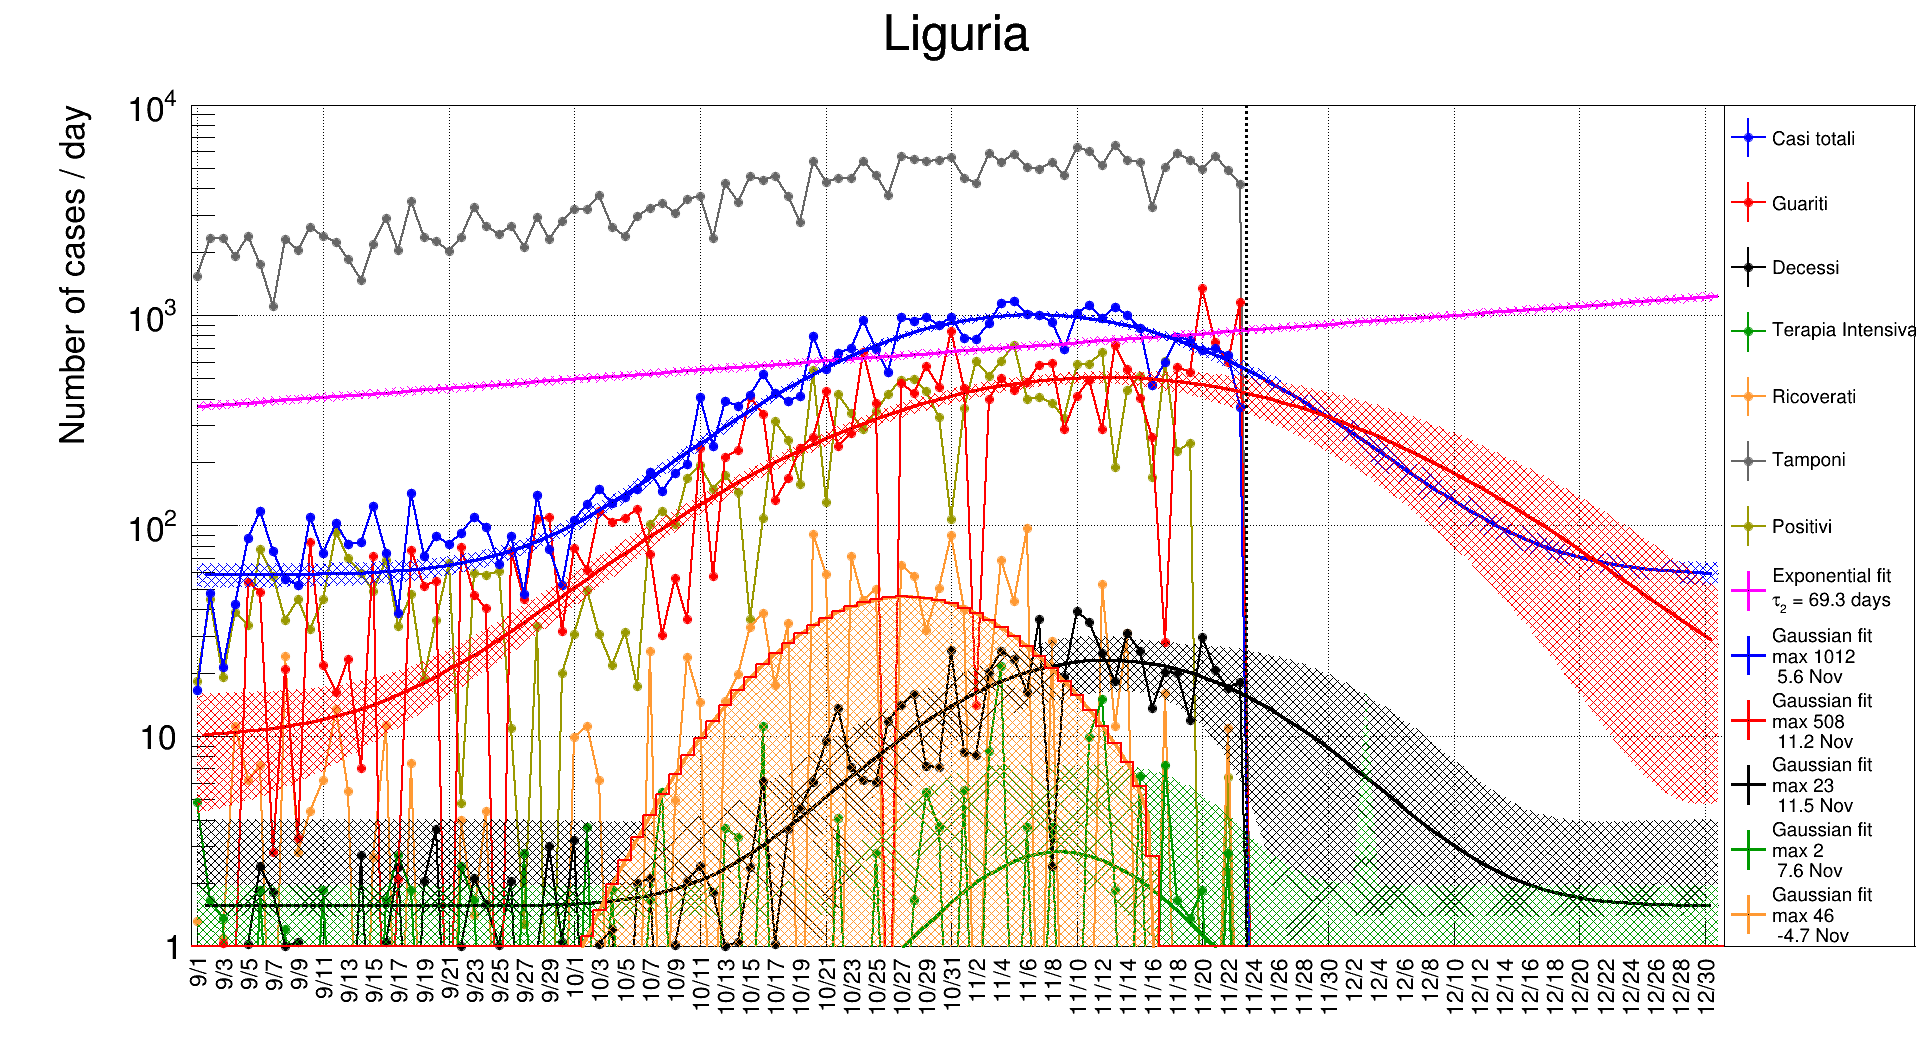 Liguria
Number of cases / day
10^4
10^3
10^2
10
1
9/1 9/3 9/5 9/7 9/9 9/11 9/13 9/15 9/17 9/19 9/21 9/23 9/25 9/27 9/29 10/1 10/3 10/5 10/7 10/9 10/11 10/13 10/15 10/17 10/19 10/21 10/23 10/25 10/27 10/29 10/31 11/2 11/4 11/6 11/8 11/10 11/12 11/14 11/16 11/18 11/20 11/22 11/24 11/26 11/28 11/30 12/2 12/4 12/6 12/8 12/10 12/12 12/14 12/16 12/18 12/20 12/22 12/24 12/26 12/28 12/30
Casi totali
Guariti
Decessi
Terapia Intensiva
Ricoverati
Tamponi
Positivi
Exponential fit
τ2 = 69.3 days
Gaussian fit
max 1012
5.6 Nov
Gaussian fit
max 508
11.2 Nov
Gaussian fit
max 23
11.5 Nov
Gaussian fit
max 2
7.6 Nov
Gaussian fit
max 46
-4.7 Nov